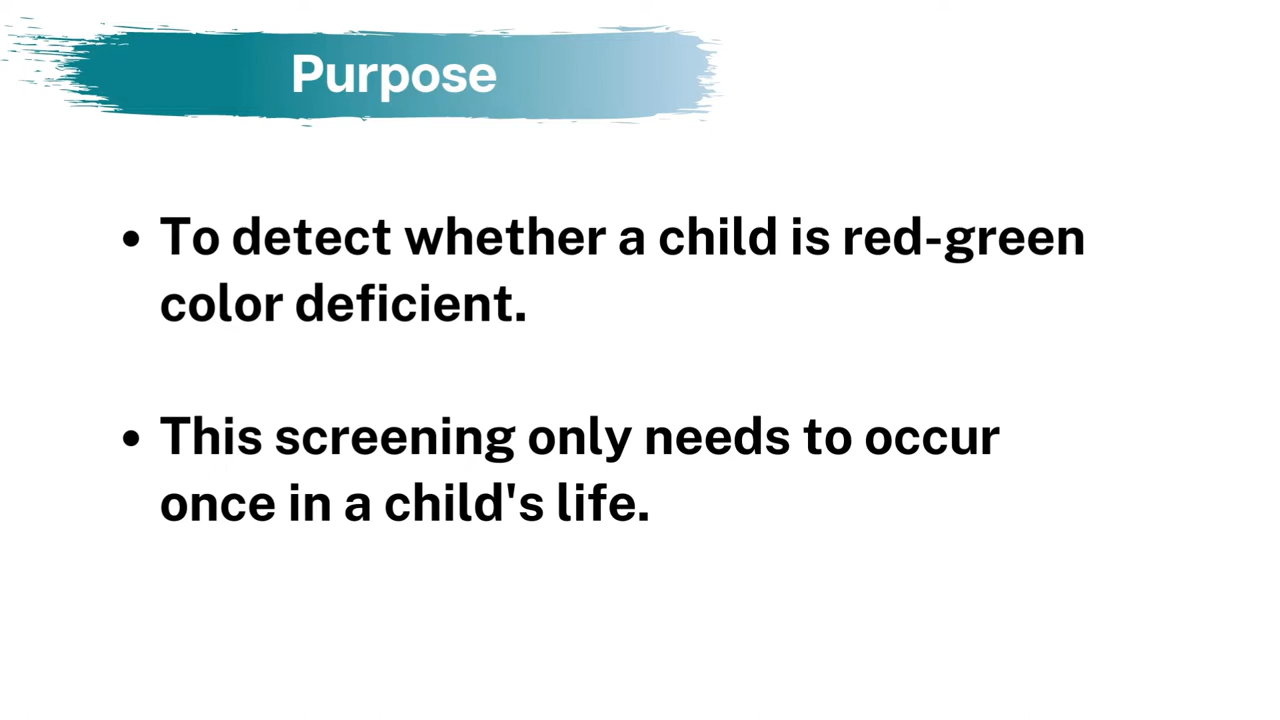 Purpose
• To detect whether a child is red-green
color deficient.
• This screening only needs to occur
once in a child's life.